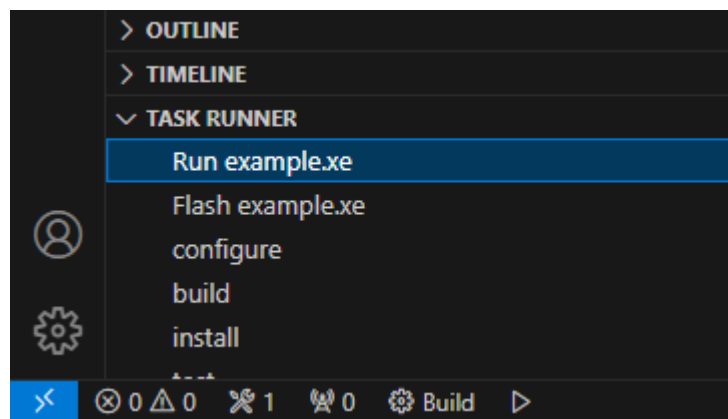 OUTLINE
TIMELINE
TASK RUNNER
Run example.xe
Flash example.xe
configure
build
install
0 0 1 0 Build